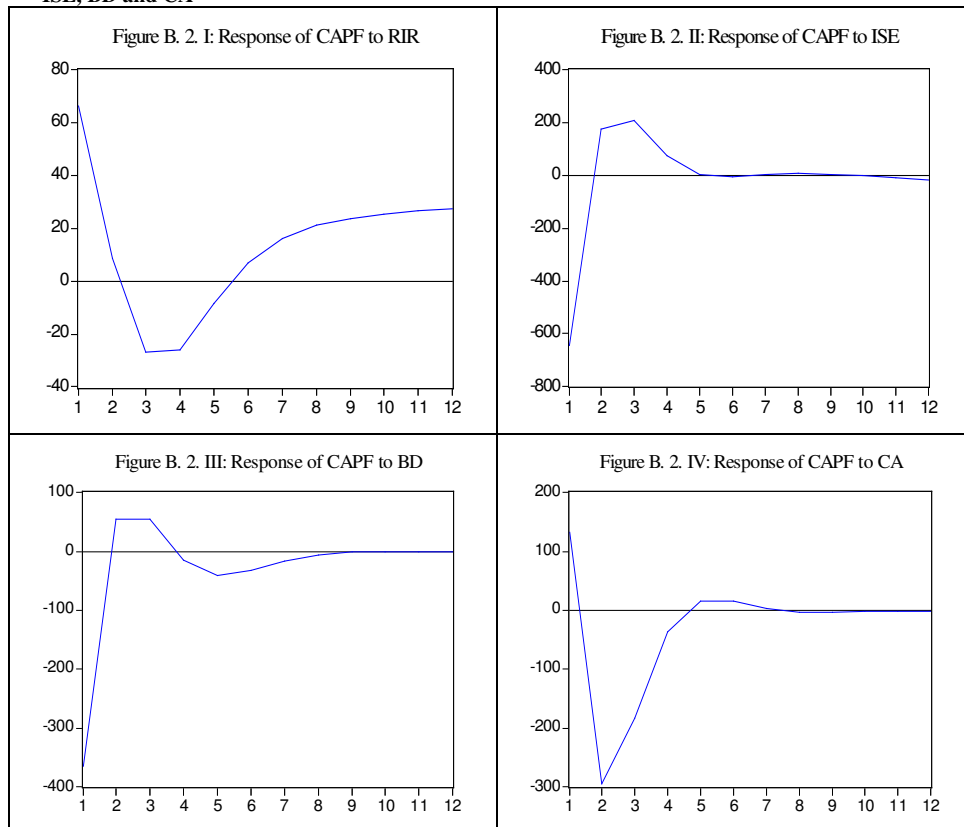 ISE, BD and CA
Figure B. 2. I: Response of CAPF to RIR
80
60
40
20
0
-20
-40
1 2 3 4 5 6 7 8 9 10 11 12
Figure B. 2. II: Response of CAPF to ISE
400
200
0
-200
-400
-600
-800
1 2 3 4 5 6 7 8 9 10 11 12
Figure B. 2. III: Response of CAPF to BD
100
0
-100
-200
-300
-400
1 2 3 4 5 6 7 8 9 10 11 12
Figure B. 2. IV: Response of CAPF to CA
200
100
0
-100
-200
-300
1 2 3 4 5 6 7 8 9 10 11 12